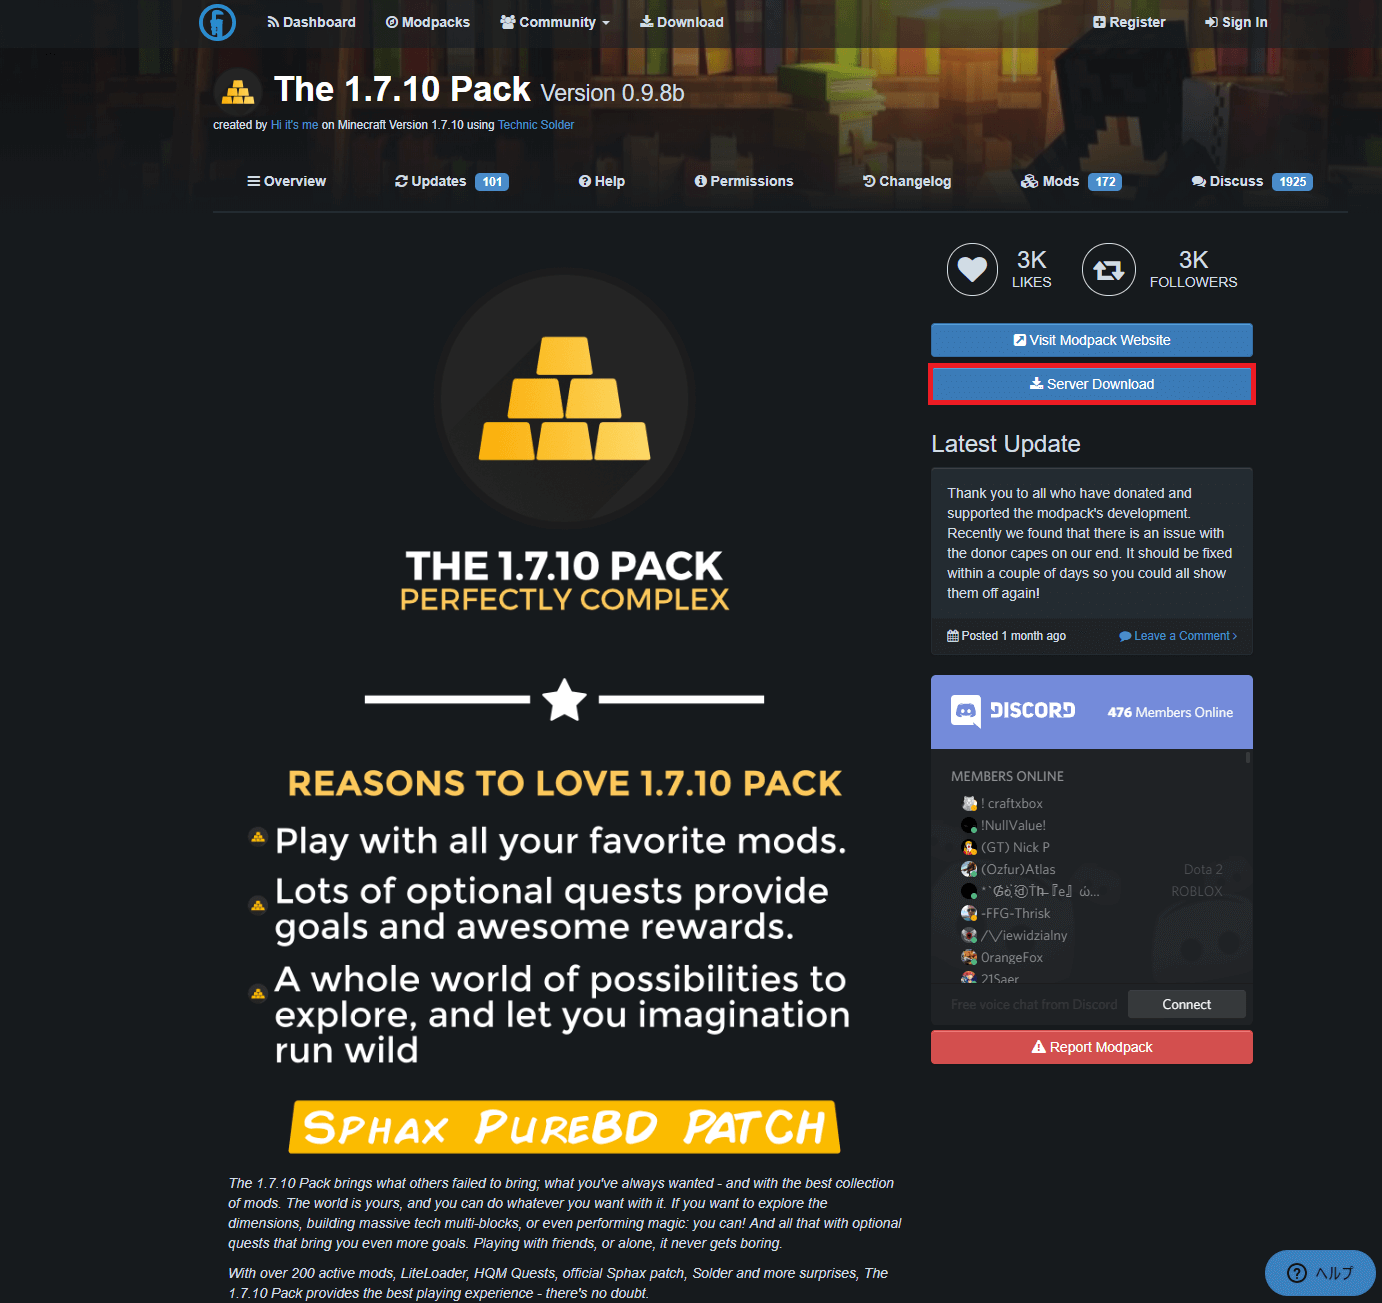 Dashboard Modpacks Community Download Register Sign In
The 1.7.10 Pack Version 0.9.8b
created by Hi it's me on Minecraft Version 1.7.10 using Technic Solder
Overview Updates 101 Help Permissions Changelog Mods 172 Discuss 1925
3K LIKES 3K FOLLOWERS
Visit Modpack Website
Server Download
THE 1.7.10 PACK
PERFECTLY COMPLEX
REASONS TO LOVE 1.7.10 PACK
Play with all your favorite mods.
Lots of optional quests provide
goals and awesome rewards.
A whole world of possibilities to
explore, and let you imagination
run wild
SPHAX PUREBD PATCH
The 1.7.10 Pack brings what others failed to bring; what you've always wanted - and with the best collection
of mods. The world is yours, and you can do whatever you want with it. If you want to explore the
dimensions, building massive tech multi-blocks, or even performing magic: you can! And all that with optional
quests that bring you even more goals. Playing with friends, or alone, it never gets boring.
With over 200 active mods, LiteLoader, HQM Quests, official Sphax patch, Solder and more surprises, The
1.7.10 Pack provides the best playing experience - there's no doubt.
Latest Update
Thank you to all who have donated and
supported the modpack's development.
Recently we found that there is an issue with
the donor capes on our end. It should be fixed
within a couple of days so you could all show
them off again!
Posted 1 month ago Leave a Comment
DISCORD 476 Members Online
MEMBERS ONLINE
! craftxbox
!NullValue!
(GT) Nick P
(Ozfur)Atlas Dota 2
ROBLOX
-FFG-Thrisk
/\/iewidzialny
0rangeFox
21Saer
Free voice chat from Discord Connect
Report Modpack
ヘルプ